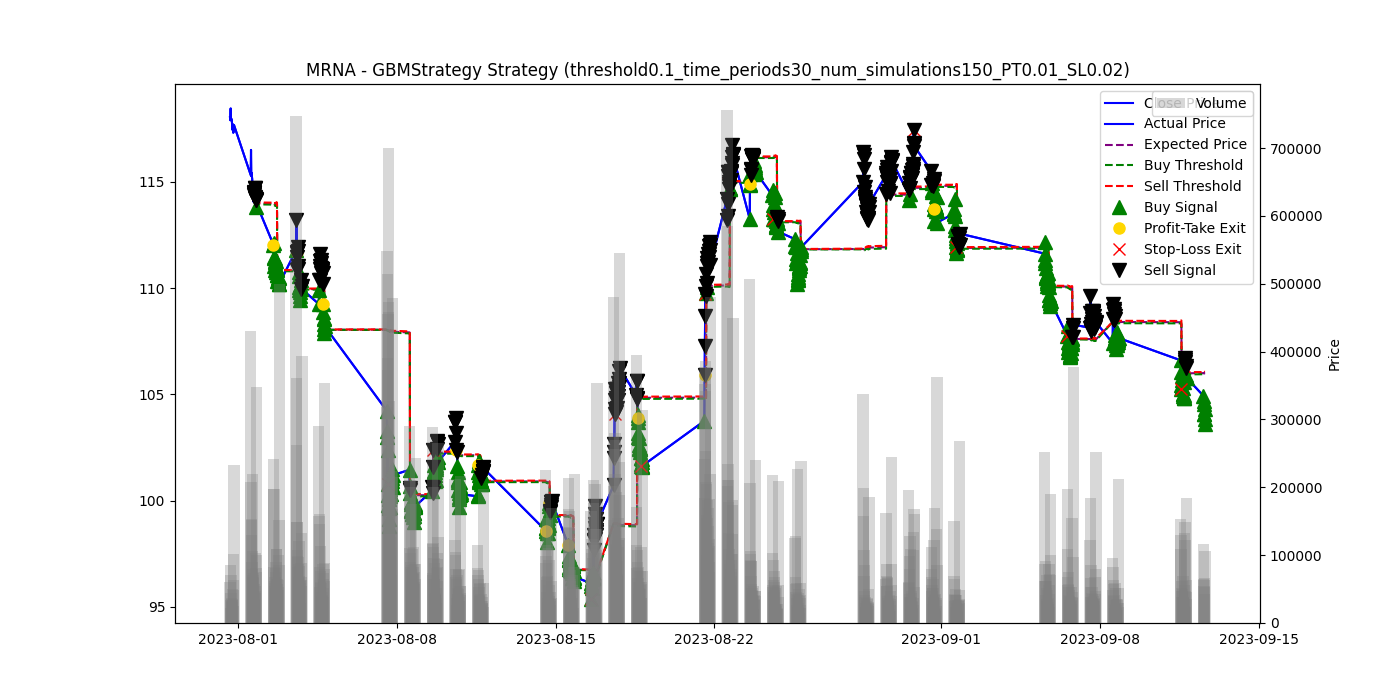 MRNA - GBMStrategy Strategy (threshold0.1_time_periods30_num_simulations150_PT0.01_SL0.02)
Volume
Actual Price
Expected Price
Buy Threshold
Sell Threshold
Buy Signal
Profit-Take Exit
Stop-Loss Exit
Sell Signal
115
110
105
100
95
700000
600000
500000
400000
300000
200000
100000
0
Price
2023-08-01
2023-08-08
2023-08-15
2023-08-22
2023-09-01
2023-09-08
2023-09-15